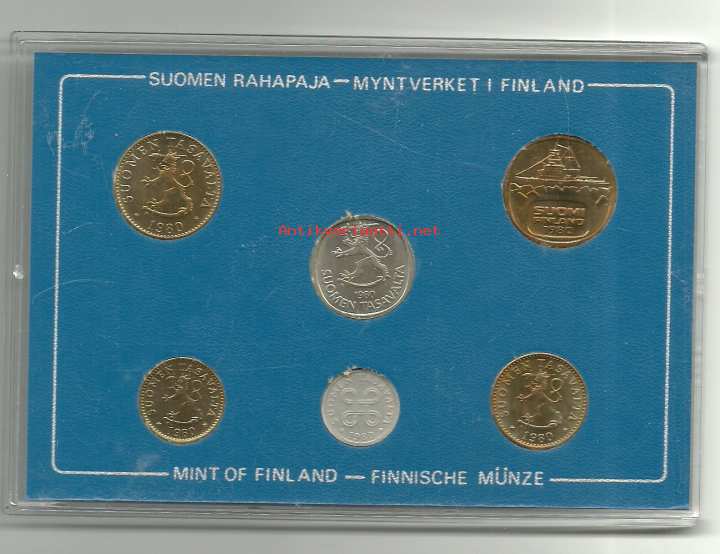 SUOMEN RAHAPAJA — MYNTVERKET I FINLAND
SUOMEN TASAVALTA
1980
SUOMI
FINLAND
1980
Antikvariaatti.net
1980
SUOMEN TASAVALTA
SUOMEN TASAVALTA
1980
1980
SUOMEN TASAVALTA
1980
MINT OF FINLAND — FINNISCHE MÜNZE